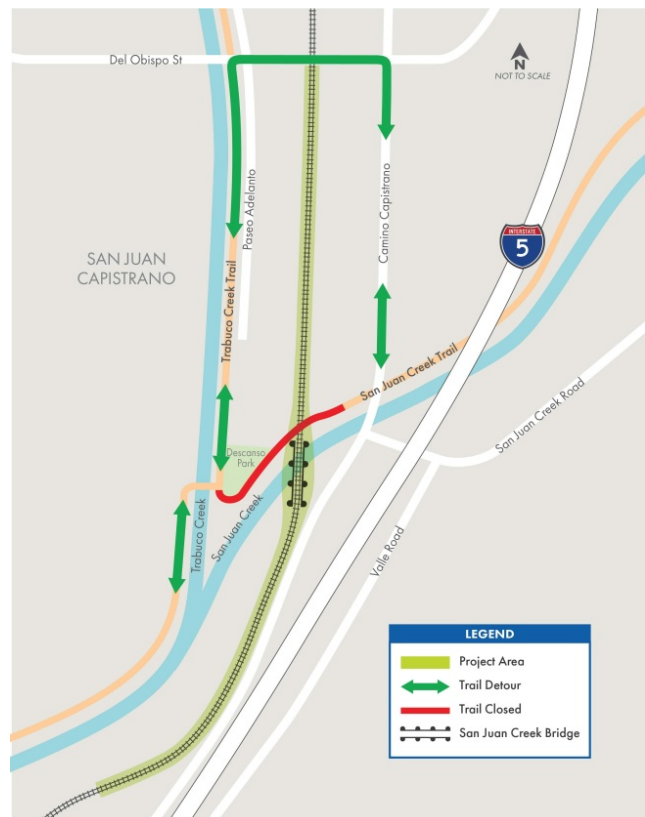 Del Obispo St
N
NOT TO SCALE
Paseo Adelanto
Camino Capistrano
INTERSTATE
5
SAN JUAN
CAPISTRANO
Trabuco Creek Trail
San Juan Creek Trail
San Juan Creek Road
Descanso
Park
San Juan Creek
Trabuco Creek
Valle Road
LEGEND
Project Area
Trail Detour
Trail Closed
San Juan Creek Bridge